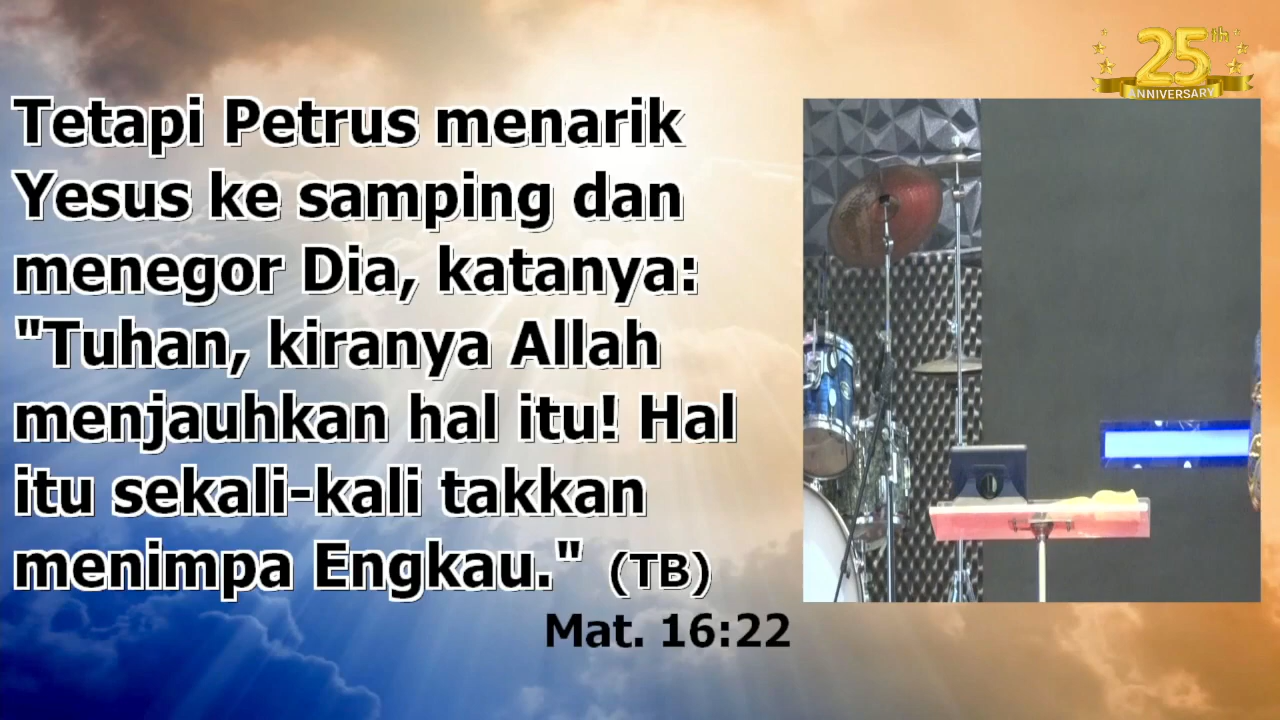 25th
ANNIVERSARY
Tetapi Petrus menarik
Yesus ke samping dan
menegor Dia, katanya:
"Tuhan, kiranya Allah
menjauhkan hal itu! Hal
itu sekali-kali takkan
menimpa Engkau." (TB)
Mat. 16:22